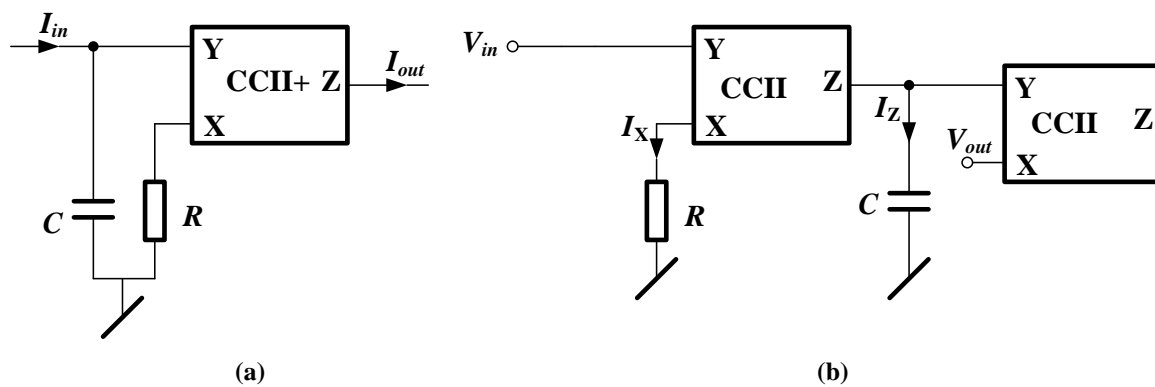 I_in
Y
CCII+
Z
I_out
X
C
R
(a)
V_in
Y
CCII
Z
X
I_X
R
I_Z
C
Y
CCII
Z
V_out
X
(b)